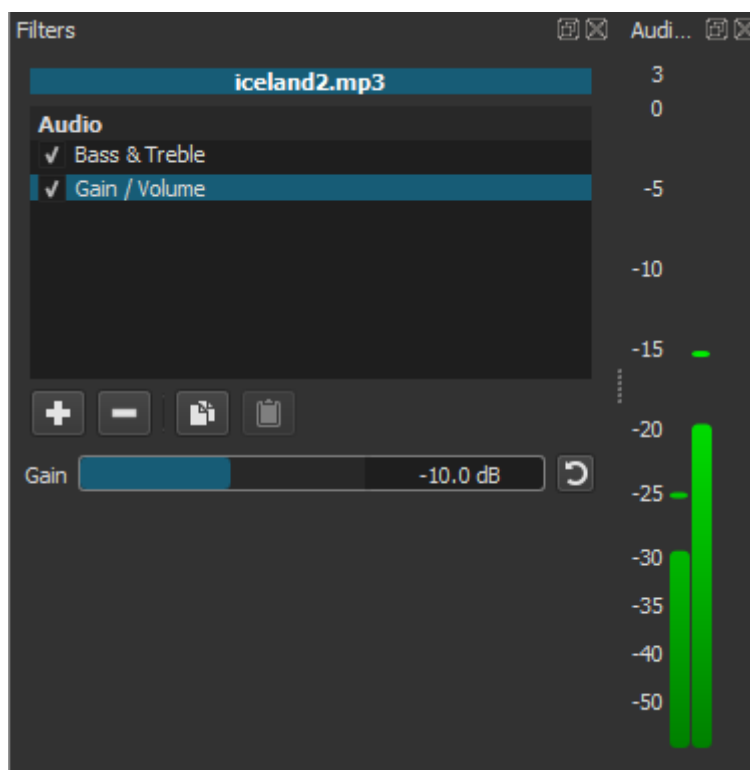 Filters
Audi...
iceland2.mp3
Audio
Bass & Treble
Gain / Volume
Gain
-10.0 dB
3
0
-5
-10
-15
-20
-25
-30
-35
-40
-50